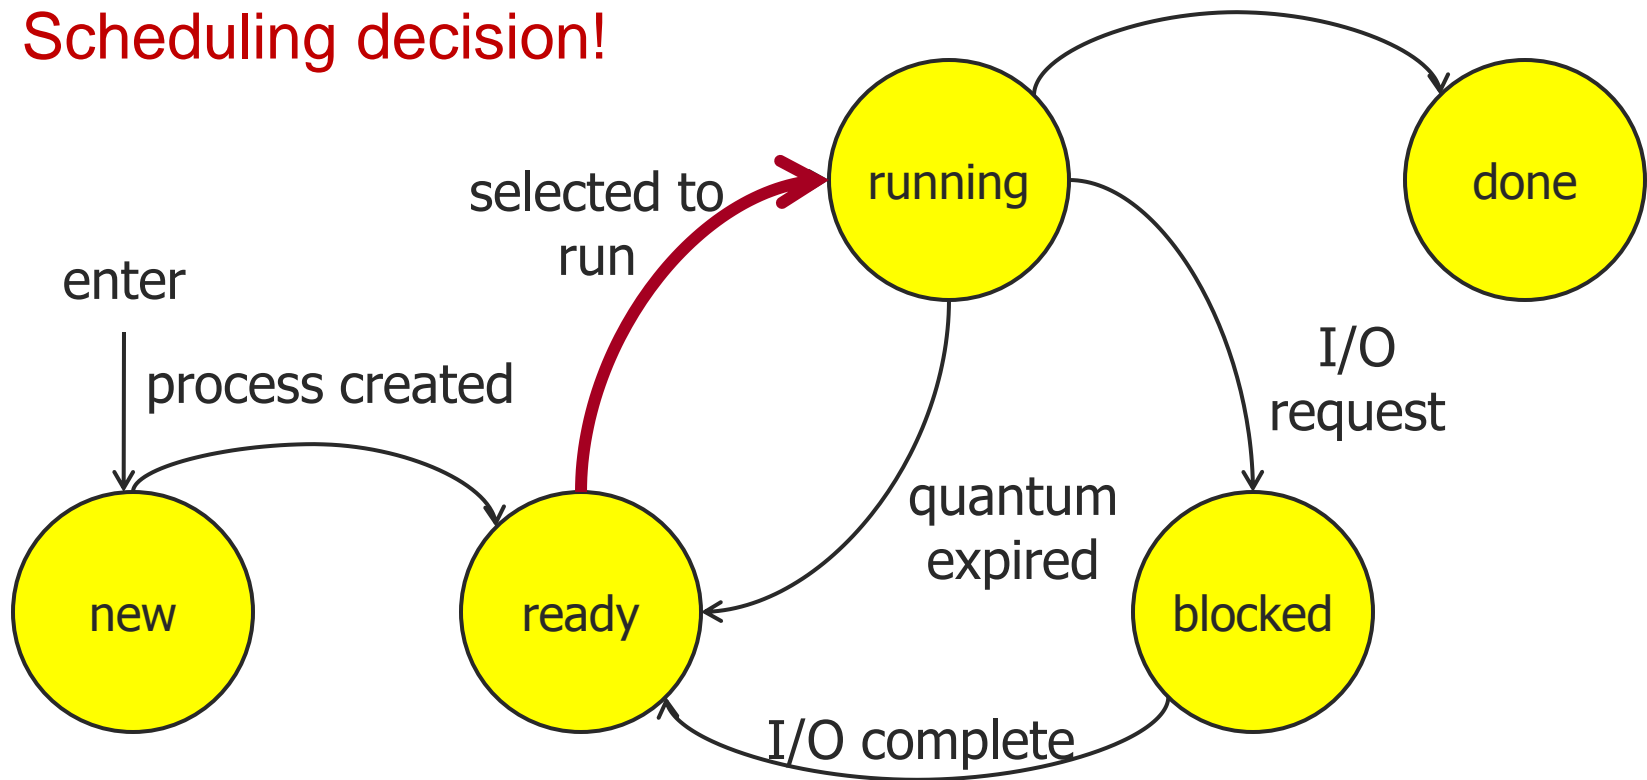 Scheduling decision!
running
done
selected to
run
enter
I/O
request
process created
quantum
expired
new
ready
blocked
I/O complete